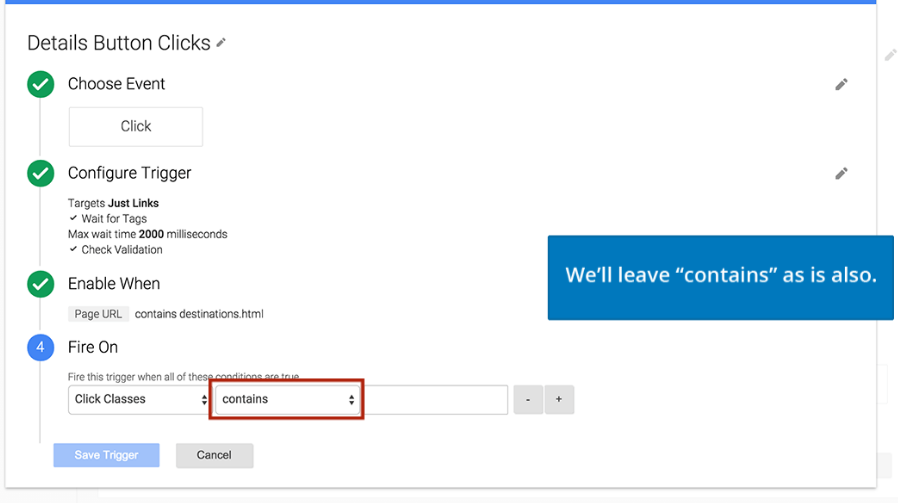 Details Button Clicks
Choose Event
Click
Configure Trigger
Targets Just Links
Wait for Tags
Max wait time 2000 milliseconds
Check Validation
We'll leave “contains” as is also.
Enable When
Page URL contains destinations.html
4 Fire On
Fire this trigger when all of these conditions are true.
Click Classes contains - +
Save Trigger Cancel